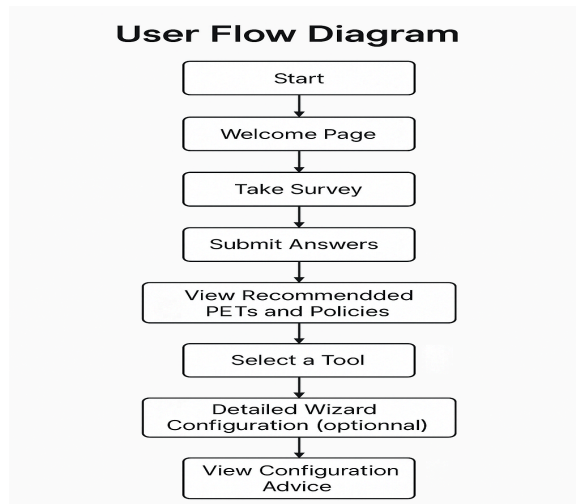 User Flow Diagram
Start
Welcome Page
Take Survey
Submit Answers
View Recommendded
PETs and Policies
Select a Tool
Detailed Wizard
Configuration (optionnal)
View Configuration
Advice